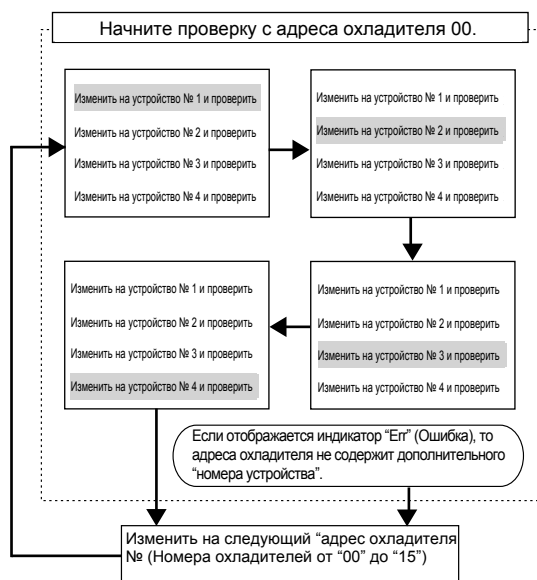 Начните проверку с адреса охладителя 00.
Изменить на устройство № 1 и проверить
Изменить на устройство № 2 и проверить
Изменить на устройство № 3 и проверить
Изменить на устройство № 4 и проверить
Изменить на устройство № 1 и проверить
Изменить на устройство № 2 и проверить
Изменить на устройство № 3 и проверить
Изменить на устройство № 4 и проверить
Изменить на устройство № 1 и проверить
Изменить на устройство № 2 и проверить
Изменить на устройство № 3 и проверить
Изменить на устройство № 4 и проверить
Изменить на устройство № 1 и проверить
Изменить на устройство № 2 и проверить
Изменить на устройство № 3 и проверить
Изменить на устройство № 4 и проверить
Если отображается индикатор “Err” (Ошибка), то
адреса охладителя не содержит дополнительного
“номера устройства”.
Изменить на следующий “адрес охладителя
№ (Номера охладителей от “00” до “15”)